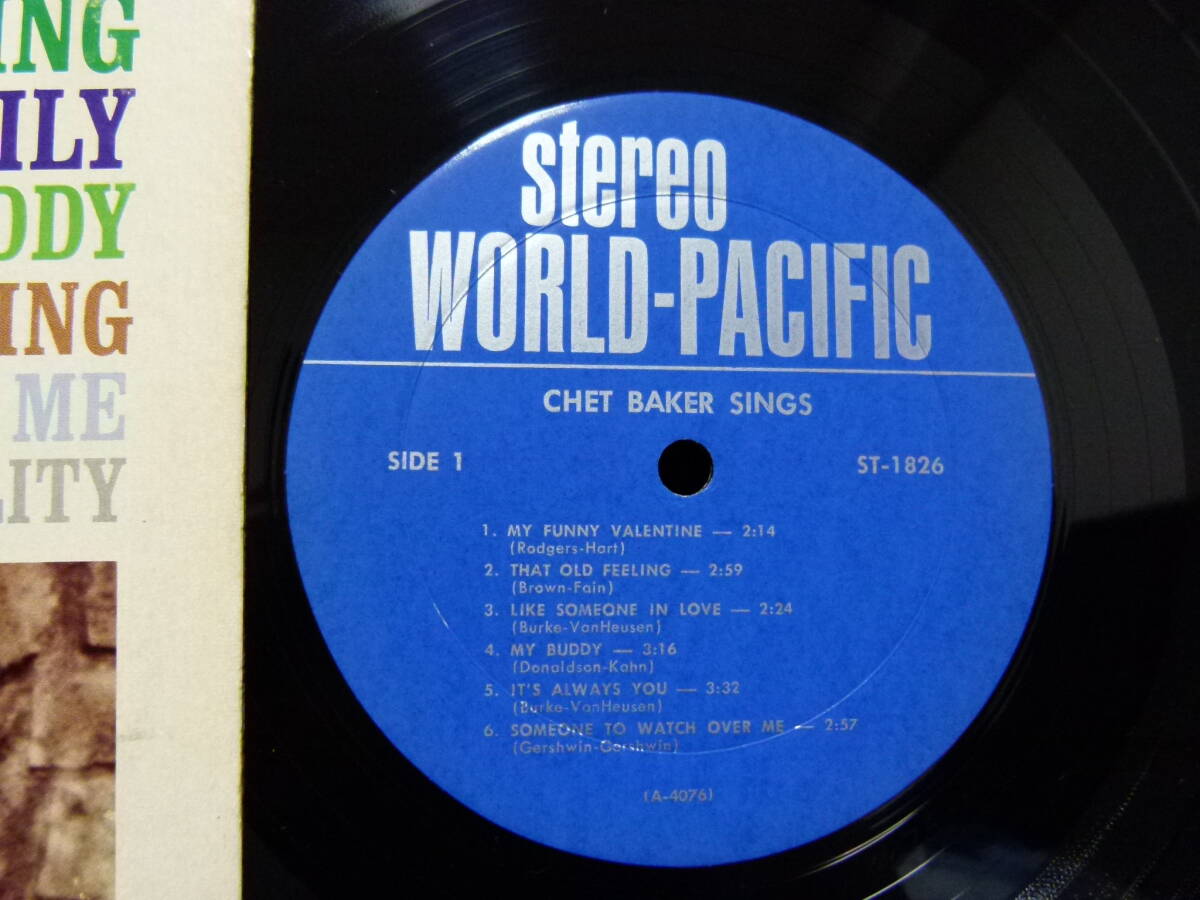 ING
ILY
DDY
ING
ME
LITY
stereo
WORLD-PACIFIC
CHET BAKER SINGS
SIDE 1
ST-1826
1. MY FUNNY VALENTINE — 2:14
(Rodgers-Hart)
2. THAT OLD FEELING — 2:59
(Brown-Fain)
3. LIKE SOMEONE IN LOVE — 2:24
(Burke-VanHeusen)
4. MY BUDDY — 3:16
(Donaldson-Kahn)
5. IT'S ALWAYS YOU — 3:32
(Burke-VanHeusen)
6. SOMEONE TO WATCH OVER ME — 2:57
(Gershwin-Gershwin)
(A-4076)